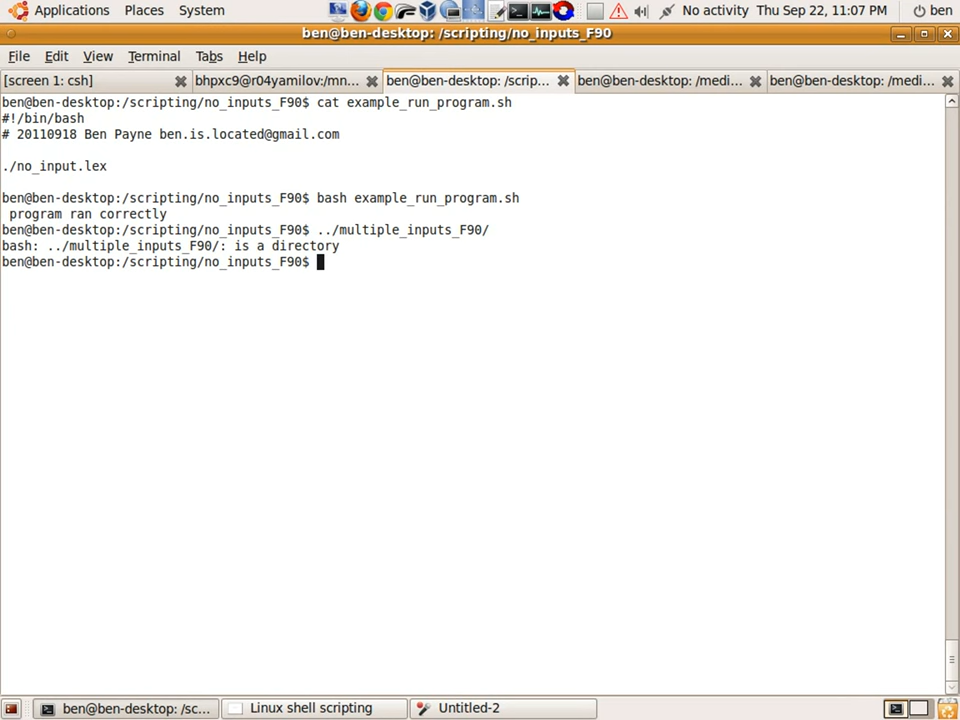 Applications Places System No activity Thu Sep 22, 11:07 PM ben
ben@ben-desktop: /scripting/no_inputs_F90
File Edit View Terminal Tabs Help
[screen 1: csh] bhpxc9@r04yamilov:/mn... ben@ben-desktop: /scrip... ben@ben-desktop: /medi... ben@ben-desktop: /medi...
ben@ben-desktop:/scripting/no_inputs_F90$ cat example_run_program.sh
#!/bin/bash
# 20110918 Ben Payne ben.is.located@gmail.com
./no_input.lex
ben@ben-desktop:/scripting/no_inputs_F90$ bash example_run_program.sh
program ran correctly
ben@ben-desktop:/scripting/no_inputs_F90$ ../multiple_inputs_F90/
bash: ../multiple_inputs_F90/: is a directory
ben@ben-desktop:/scripting/no_inputs_F90$
ben@ben-desktop: /sc... Linux shell scripting Untitled-2